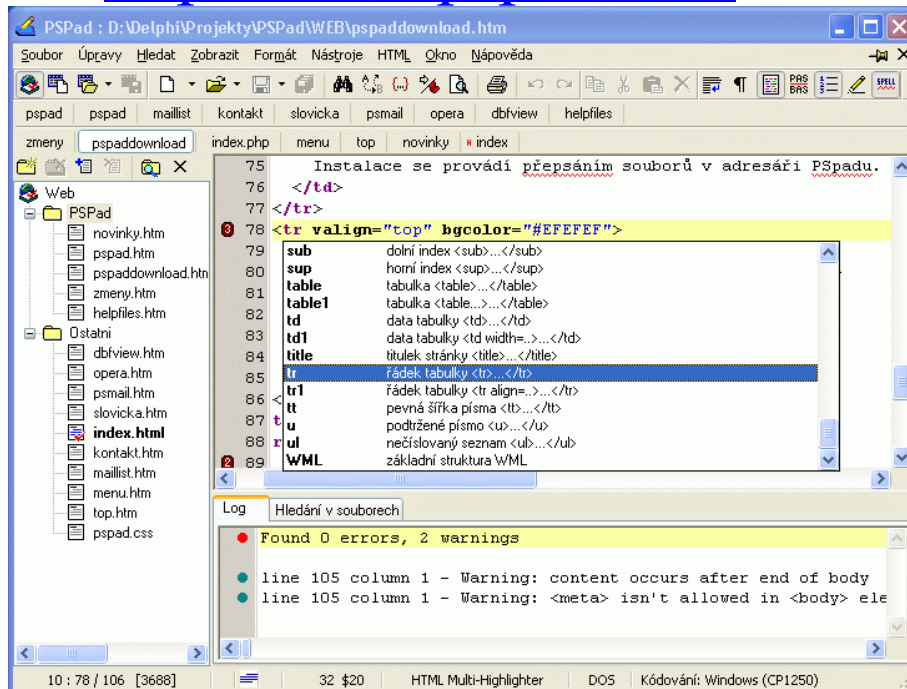 PSPad : D:\Delphi\Projekty\PSPad\WEB\pspaddownload.htm
Soubor Úpravy Hledat Zobrazit Formát Nástroje HTML Okno Nápověda
PAS BAS SPELL
pspad pspad maillist kontakt slovicka psmail opera dbfview helpfiles
zmeny pspaddownload index.php menu top novinky index
Web
PSPad
novinky.htm
pspad.htm
pspaddownload.htn
zmeny.htm
helpfiles.htm
Ostatni
dbfview.htm
opera.htm
psmail.htm
slovicka.htm
index.html
kontakt.htm
maillist.htm
menu.htm
top.htm
pspad.css
75 Instalace se provádí přepsáním souborů v adresáři PSpadu.
76 </td>
77 </tr>
3 78 <tr valign="top" bgcolor="#EFEFEF">
79
80
81
82
83
84
85
86 <
87 t
88 r
2 89
sub dolní index <sub>...</sub>
sup horní index <sup>...</sup>
table tabulka <table>...</table>
table1 tabulka <table...>...</table>
td data tabulky <td>...</td>
td1 data tabulky <td width=..>...</td>
title titulek stránky <title>...</title>
tr řádek tabulky <tr>...</tr>
tr1 řádek tabulky <tr align=..>...</tr>
tt pevná šířka písma <tt>...</tt>
u podtržené písmo <u>...</u>
ul nečíslovaný seznam <ul>...</ul>
WML základní struktura WML
Log Hledání v souborech
Found 0 errors, 2 warnings
line 105 column 1 - Warning: content occurs after end of body
line 105 column 1 - Warning: <meta> isn't allowed in <body> ele
10 : 78 / 106 [3688] 32 $20 HTML Multi-Highlighter DOS Kódování: Windows (CP1250)